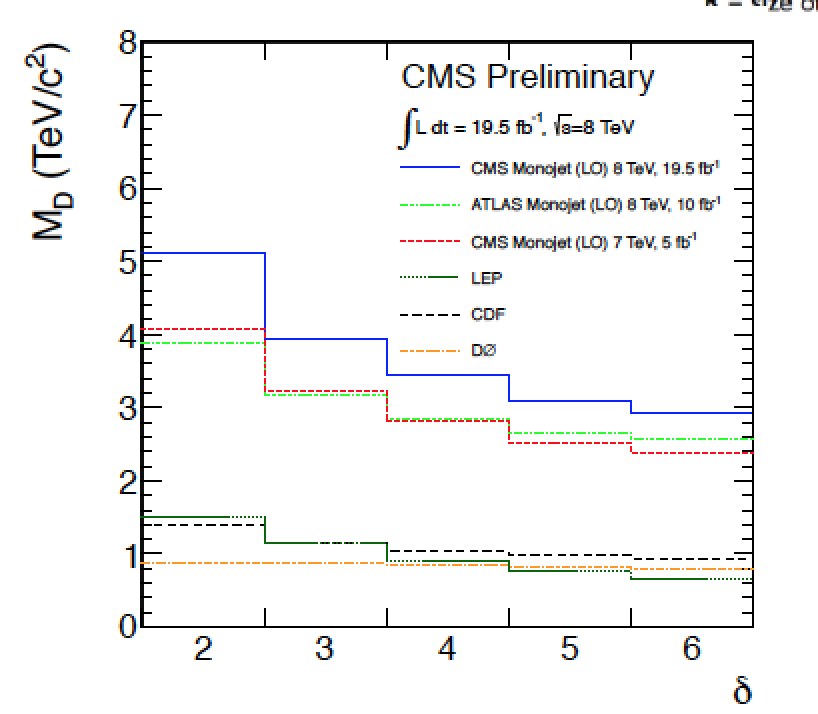 8
CMS Preliminary
∫L dt = 19.5 fb⁻¹, √s=8 TeV
7
CMS Monojet (LO) 8 TeV, 19.5 fb⁻¹
6
ATLAS Monojet (LO) 8 TeV, 10 fb⁻¹
CMS Monojet (LO) 7 TeV, 5 fb⁻¹
5
LEP
CDF
4
DØ
3
2
1
0
M_D (TeV/c²)
2 3 4 5 6
δ